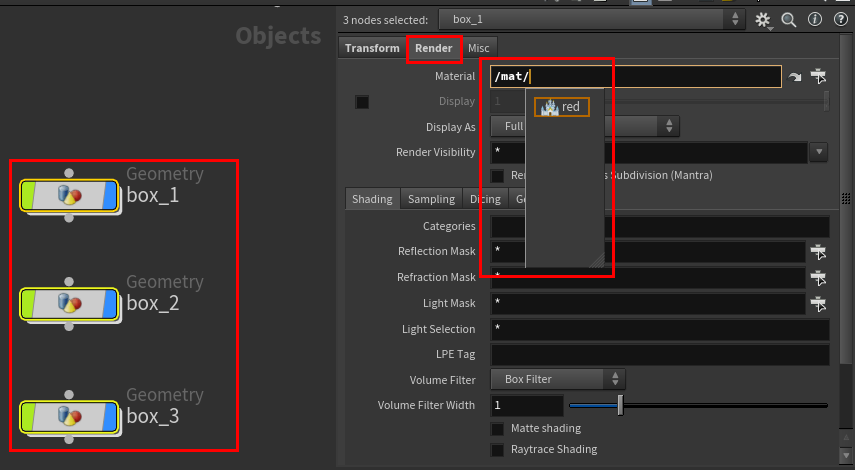 3 nodes selected: box_1
Objects
Transform Render Misc
Material /mat/
red
Display 1
Display As Full
Render Visibility *
Ren s Subdivision (Mantra)
Shading Sampling Dicing Ge
Categories
Reflection Mask *
Refraction Mask *
Light Mask *
Light Selection *
LPE Tag
Volume Filter Box Filter
Volume Filter Width 1
Matte shading
Raytrace Shading
Geometry
box_1
Geometry
box_2
Geometry
box_3